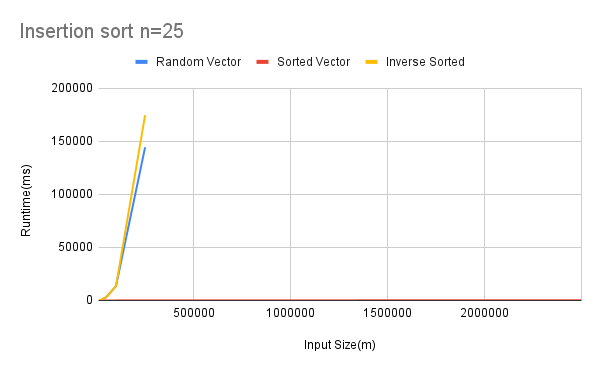 Insertion sort n=25
Random Vector Sorted Vector Inverse Sorted
200000
150000
100000
50000
0
Runtime(ms)
500000 1000000 1500000 2000000
Input Size(m)